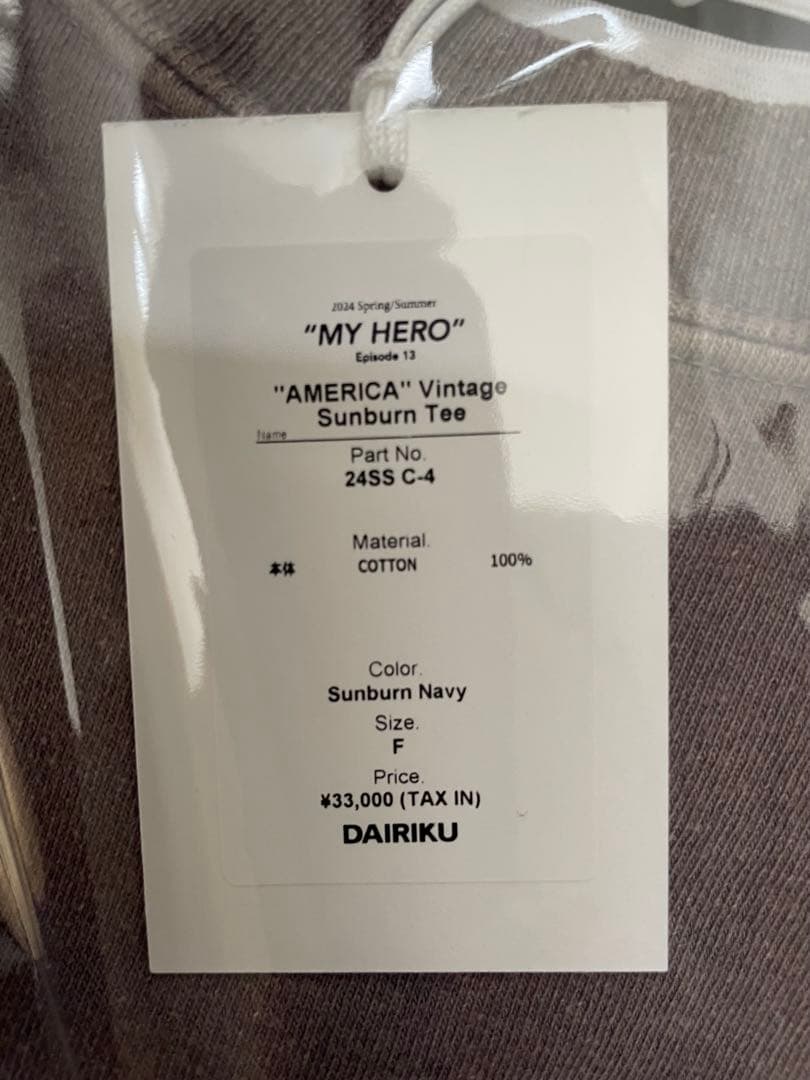 2024 Spring/Summer
"MY HERO"
Episode 13
"AMERICA" Vintage
Sunburn Tee
Name
Part No.
24SS C-4
Material.
本体 COTTON 100%
Color.
Sunburn Navy
Size.
F
Price.
¥33,000 (TAX IN)
DAIRIKU